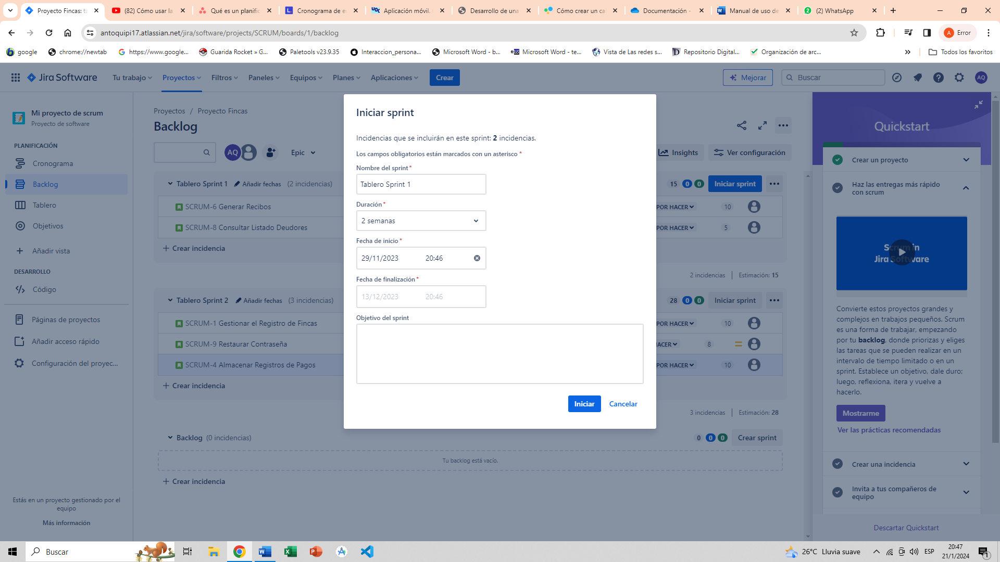 Proyecto Fincas: ta
(82) Cómo usar la
Qué es un planific
Cronograma de e
Aplicación móvil.
Desarrollo de una
Cómo crear un cal
Documentación -
Manual de uso de
(2) WhatsApp
antoquipi17.atlassian.net/jira/software/projects/SCRUM/boards/1/backlog
A
Error
google
chrome://newtab
https://www.google...
Guarida Rocket » G...
Paletools v23.9.35
Interaccion_persona...
Microsoft Word - b...
Microsoft Word - te...
Vista de Las redes s...
Repositorio Digital...
Organización de arc...
Todos los favoritos
Jira Software
Tu trabajo
Proyectos
Filtros
Paneles
Equipos
Planes
Aplicaciones
Crear
Mejorar
Buscar
AQ
Mi proyecto de scrum
Proyecto de software
PLANIFICACIÓN
Cronograma
Backlog
Tablero
Objetivos
Añadir vista
DESARROLLO
Código
Páginas de proyectos
Añadir acceso rápido
Configuración del proyec...
Estás en un proyecto gestionado por el
equipo
Más información
Proyectos / Proyecto Fincas
Backlog
AQ
Epic
Insights
Ver configuración
Tablero Sprint 1
Añadir fechas
(2 incidencias)
15 0 0
Iniciar sprint
SCRUM-6 Generar Recibos
POR HACER
10
SCRUM-8 Consultar Listado Deudores
POR HACER
5
+ Crear incidencia
2 incidencias
Estimación: 15
Tablero Sprint 2
Añadir fechas
(3 incidencias)
28 0 0
Iniciar sprint
SCRUM-1 Gestionar el Registro de Fincas
POR HACER
10
SCRUM-9 Restaurar Contraseña
ACER
8
SCRUM-4 Almacenar Registros de Pagos
POR HACER
10
+ Crear incidencia
3 incidencias
Estimación: 28
Backlog
(0 incidencias)
0 0 0
Crear sprint
Tu backlog está vacío.
+ Crear incidencia
Iniciar sprint
Incidencias que se incluirán en este sprint: 2 incidencias.
Los campos obligatorios están marcados con un asterisco *
Nombre del sprint *
Tablero Sprint 1
Duración *
2 semanas
Fecha de inicio *
29/11/2023 20:46
Fecha de finalización *
13/12/2023 20:46
Objetivo del sprint
Iniciar
Cancelar
Quickstart
Crear un proyecto
Haz las entregas más rápido
con scrum
Scrum in
Jira Software
Convierte estos proyectos grandes y
complejos en trabajos pequeños. Scrum
es una forma de trabajar, empezando
por tu backlog, donde priorizas y eliges
las tareas que se pueden realizar en un
intervalo de tiempo limitado o en un
sprint. Establece un objetivo, dale duro;
luego, reflexiona, itera y vuelve a
hacerlo.
Mostrarme
Ver las prácticas recomendadas
Crear una incidencia
Invita a tus compañeros de
equipo
Descartar Quickstart
Buscar
26°C Lluvia suave
ESP
20:47
21/1/2024
1